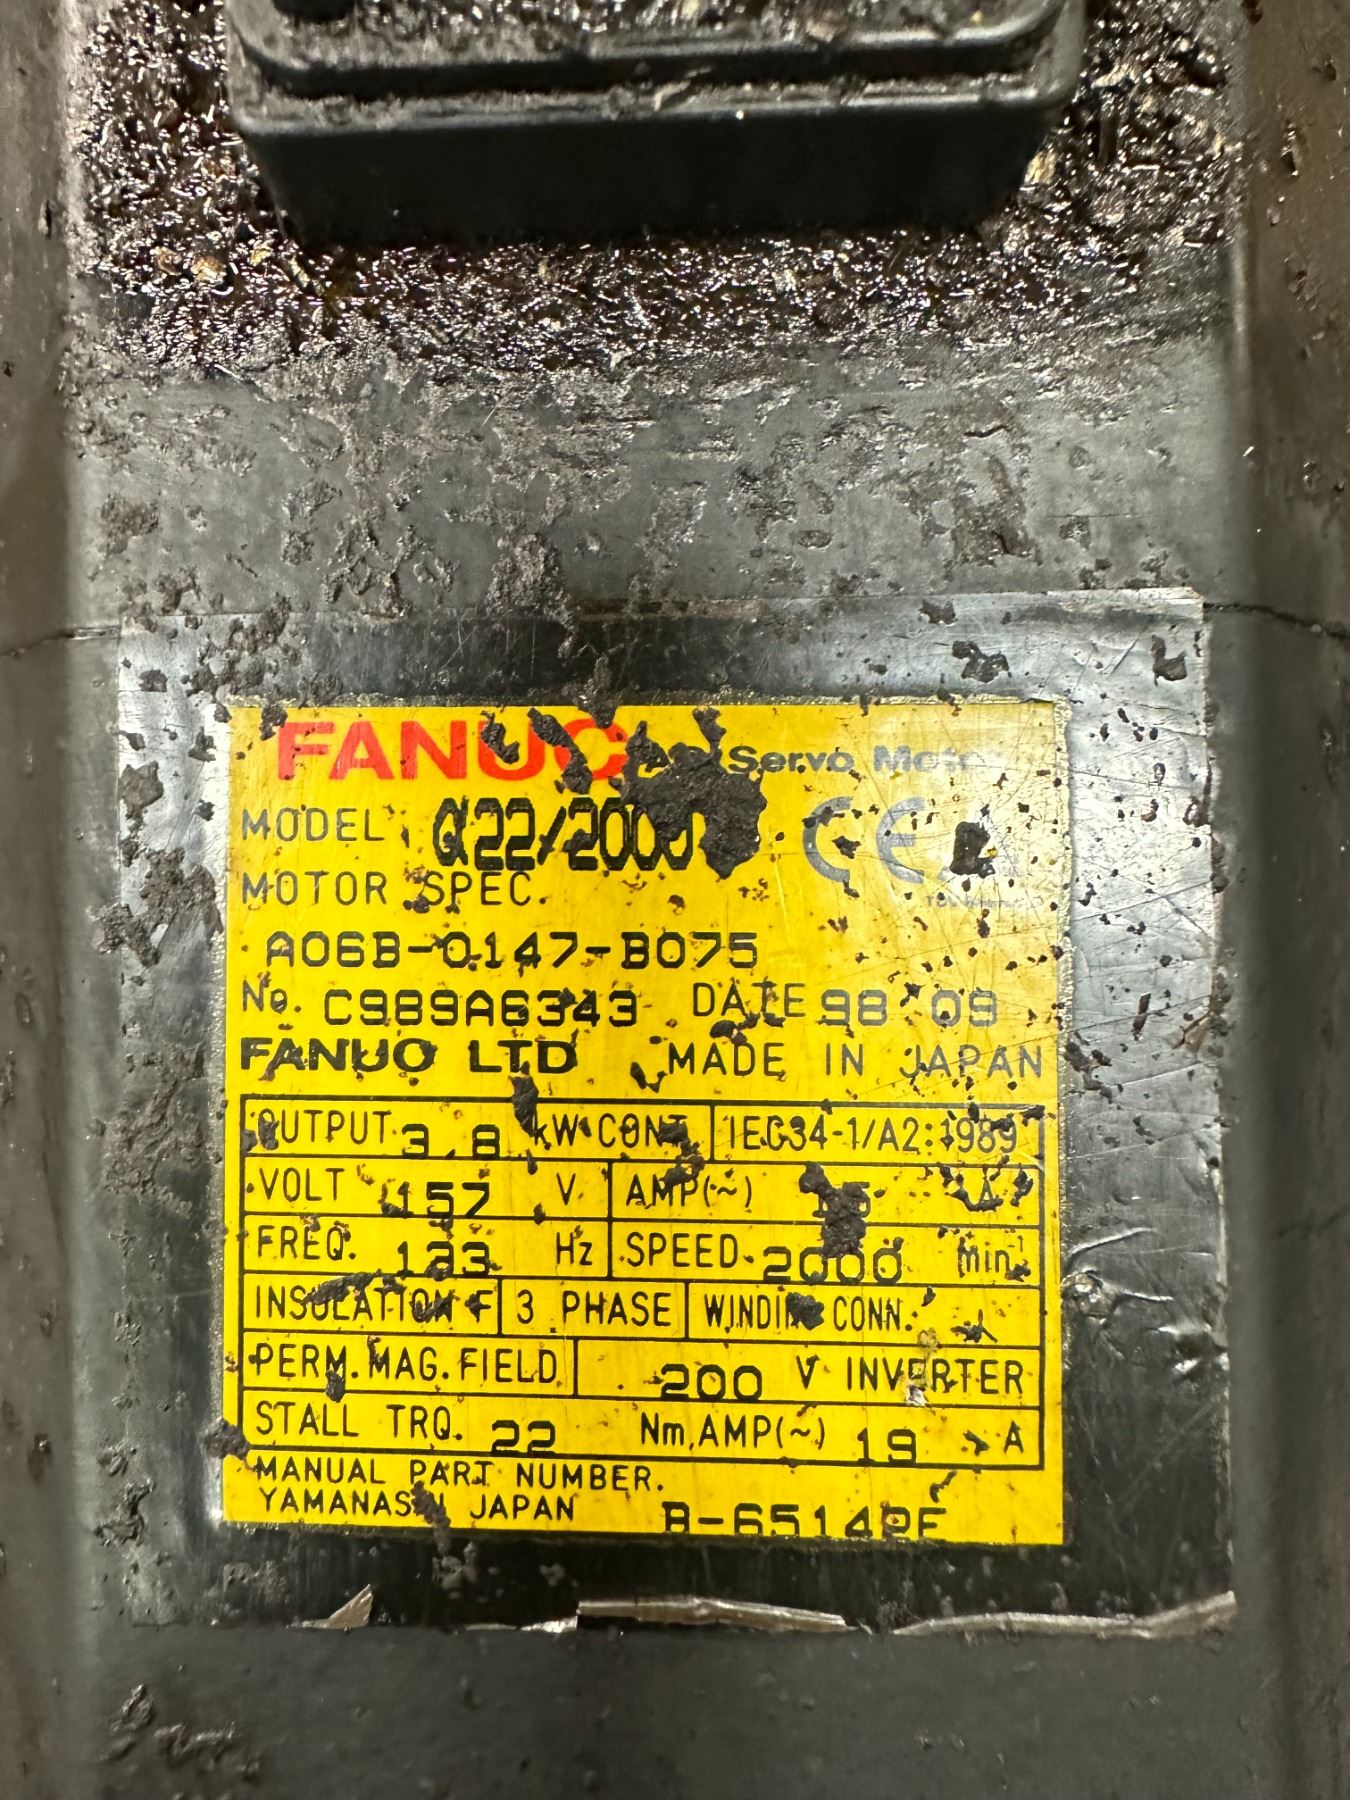 FANUC AC Servo Motor
MODEL α22/2000 CE
MOTOR SPEC.
A06B-0147-B075
No. C989A6343 DATE 98 09
FANUC LTD MADE IN JAPAN
OUTPUT 3.8 kW CONT IEC34-1/A2:1989
VOLT 157 V AMP(~) A
FREQ. 133 Hz SPEED 2000 min⁻¹
INSULATION F 3 PHASE WINDING CONN.
PERM. MAG. FIELD 200 V INVERTER
STALL TRQ. 22 Nm, AMP(~) 19 A
MANUAL PART NUMBER.
YAMANASHI JAPAN B-65142E